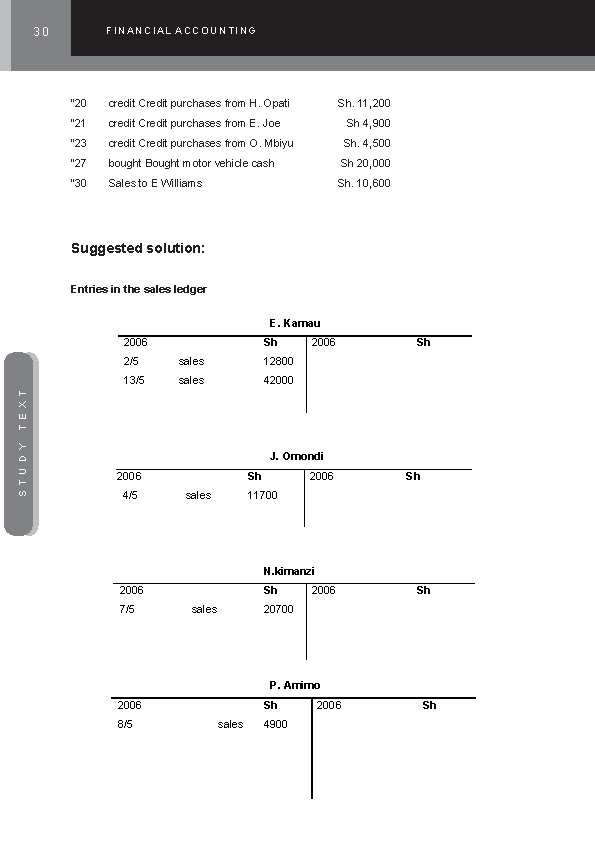 30 FINANCIAL ACCOUNTING
"20 credit Credit purchases from H. Opati Sh. 11,200
"21 credit Credit purchases from E. Joe Sh 4,900
"23 credit Credit purchases from O. Mbiyu Sh. 4,500
"27 bought Bought motor vehicle cash Sh 20,000
"30 Sales to E Williams Sh. 10,600
Suggested solution:
Entries in the sales ledger
E. Kamau
2006 Sh 2006 Sh
2/5 sales 12800
13/5 sales 42000
J. Omondi
2006 Sh 2006 Sh
4/5 sales 11700
N.kimanzi
2006 Sh 2006 Sh
7/5 sales 20700
P. Amimo
2006 Sh 2006 Sh
8/5 sales 4900
STUDY TEXT